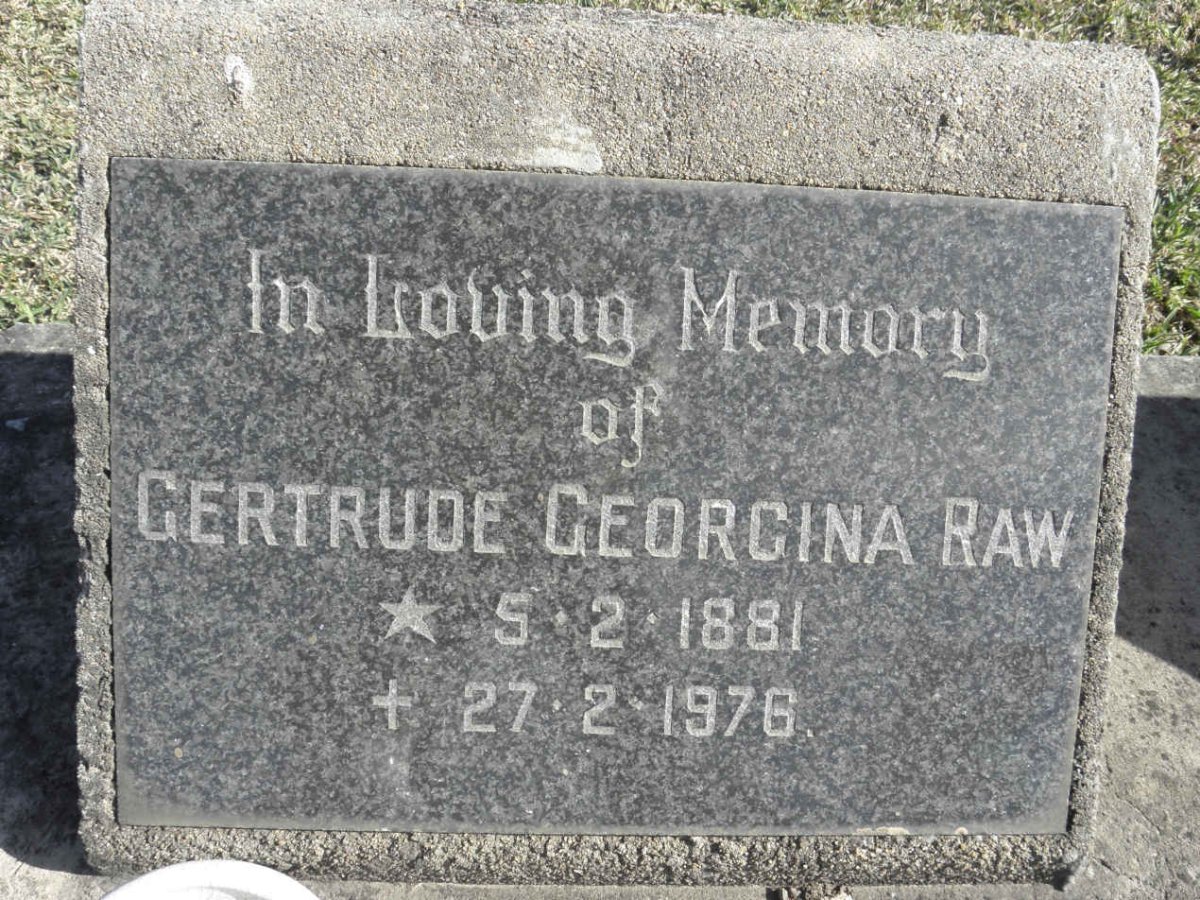 In Loving Memory
of
GERTRUDE GEORGINA RAW
★ 5·2·1881
+ 27·2·1976.